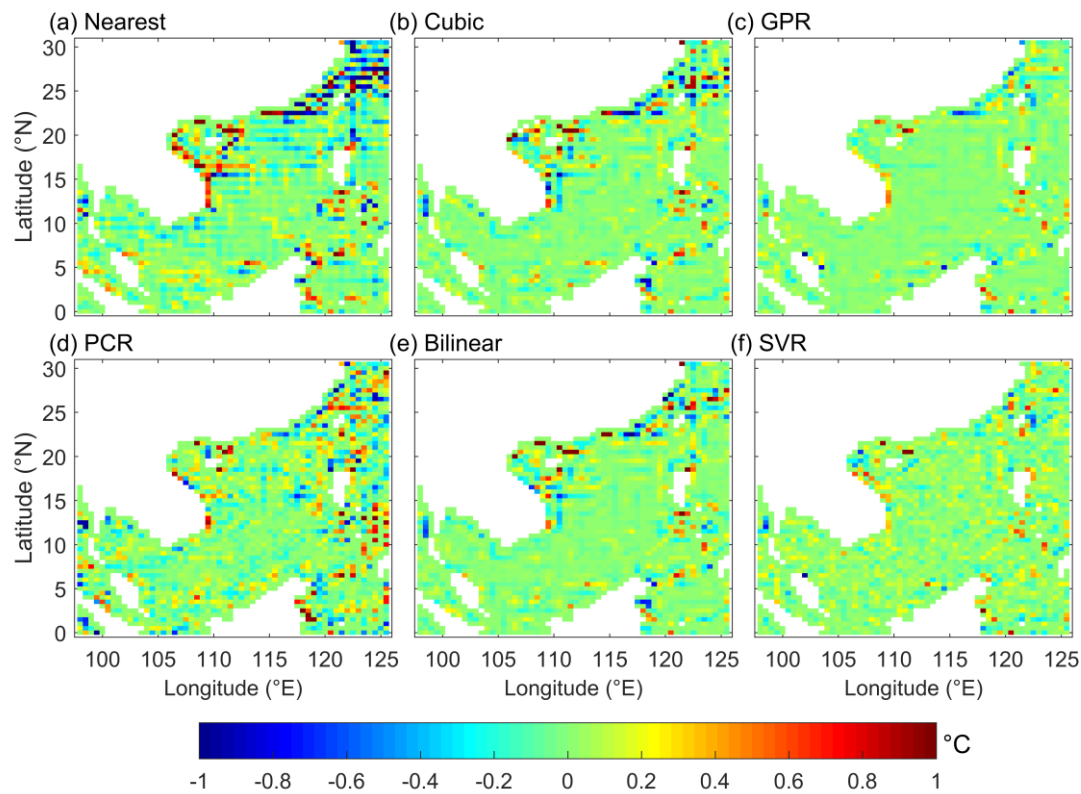 (a) Nearest (b) Cubic (c) GPR
30
25
20
15
10
5
0
Latitude (°N)
(d) PCR (e) Bilinear (f) SVR
30
25
20
15
10
5
0
Latitude (°N)
100 105 110 115 120 125 100 105 110 115 120 125 100 105 110 115 120 125
Longitude (°E) Longitude (°E) Longitude (°E)
°C
-1 -0.8 -0.6 -0.4 -0.2 0 0.2 0.4 0.6 0.8 1